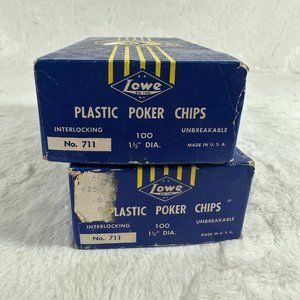 Lowe
PLASTIC POKER CHIPS
INTERLOCKING 100 UNBREAKABLE
No. 711 1½" DIA. MADE IN U.S.A.
Lowe
PLASTIC POKER CHIPS
INTERLOCKING 100 UNBREAKABLE
No. 711 1½" DIA. MADE IN U.S.A.